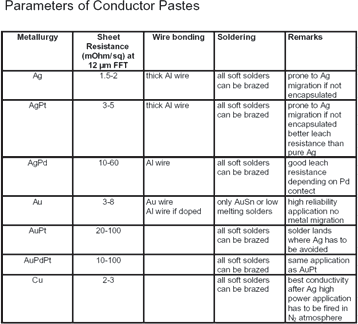 Parameters of Conductor Pastes
Metallurgy
Sheet
Resistance
(mOhm/sq) at
12 µm FFT
Wire bonding
Soldering
Remarks
Ag
1.5-2
thick Al wire
all soft solders
can be brazed
prone to Ag
migration if not
encapsulated
AgPt
3-5
thick Al wire
all soft solders
can be brazed
prone to Ag
migration if not
encapsulated
better leach
resistance than
pure Ag
AgPd
10-60
Al wire
all soft solders
can be brazed
good leach
resistance
depending on Pd
contect
Au
3-8
Au wire
Al wire if doped
only AuSn or low
melting solders
high reliability
application no
metal migration
AuPt
20-100
all soft solders
can be brazed
solder lands
where Ag has to
be avoided
AuPdPt
10-100
all soft solders
can be brazed
same application
as AuPt
Cu
2-3
all soft solders
can be brazed
best conductivity
after Ag high
power application
has to be fired in
N₂ atmosphere